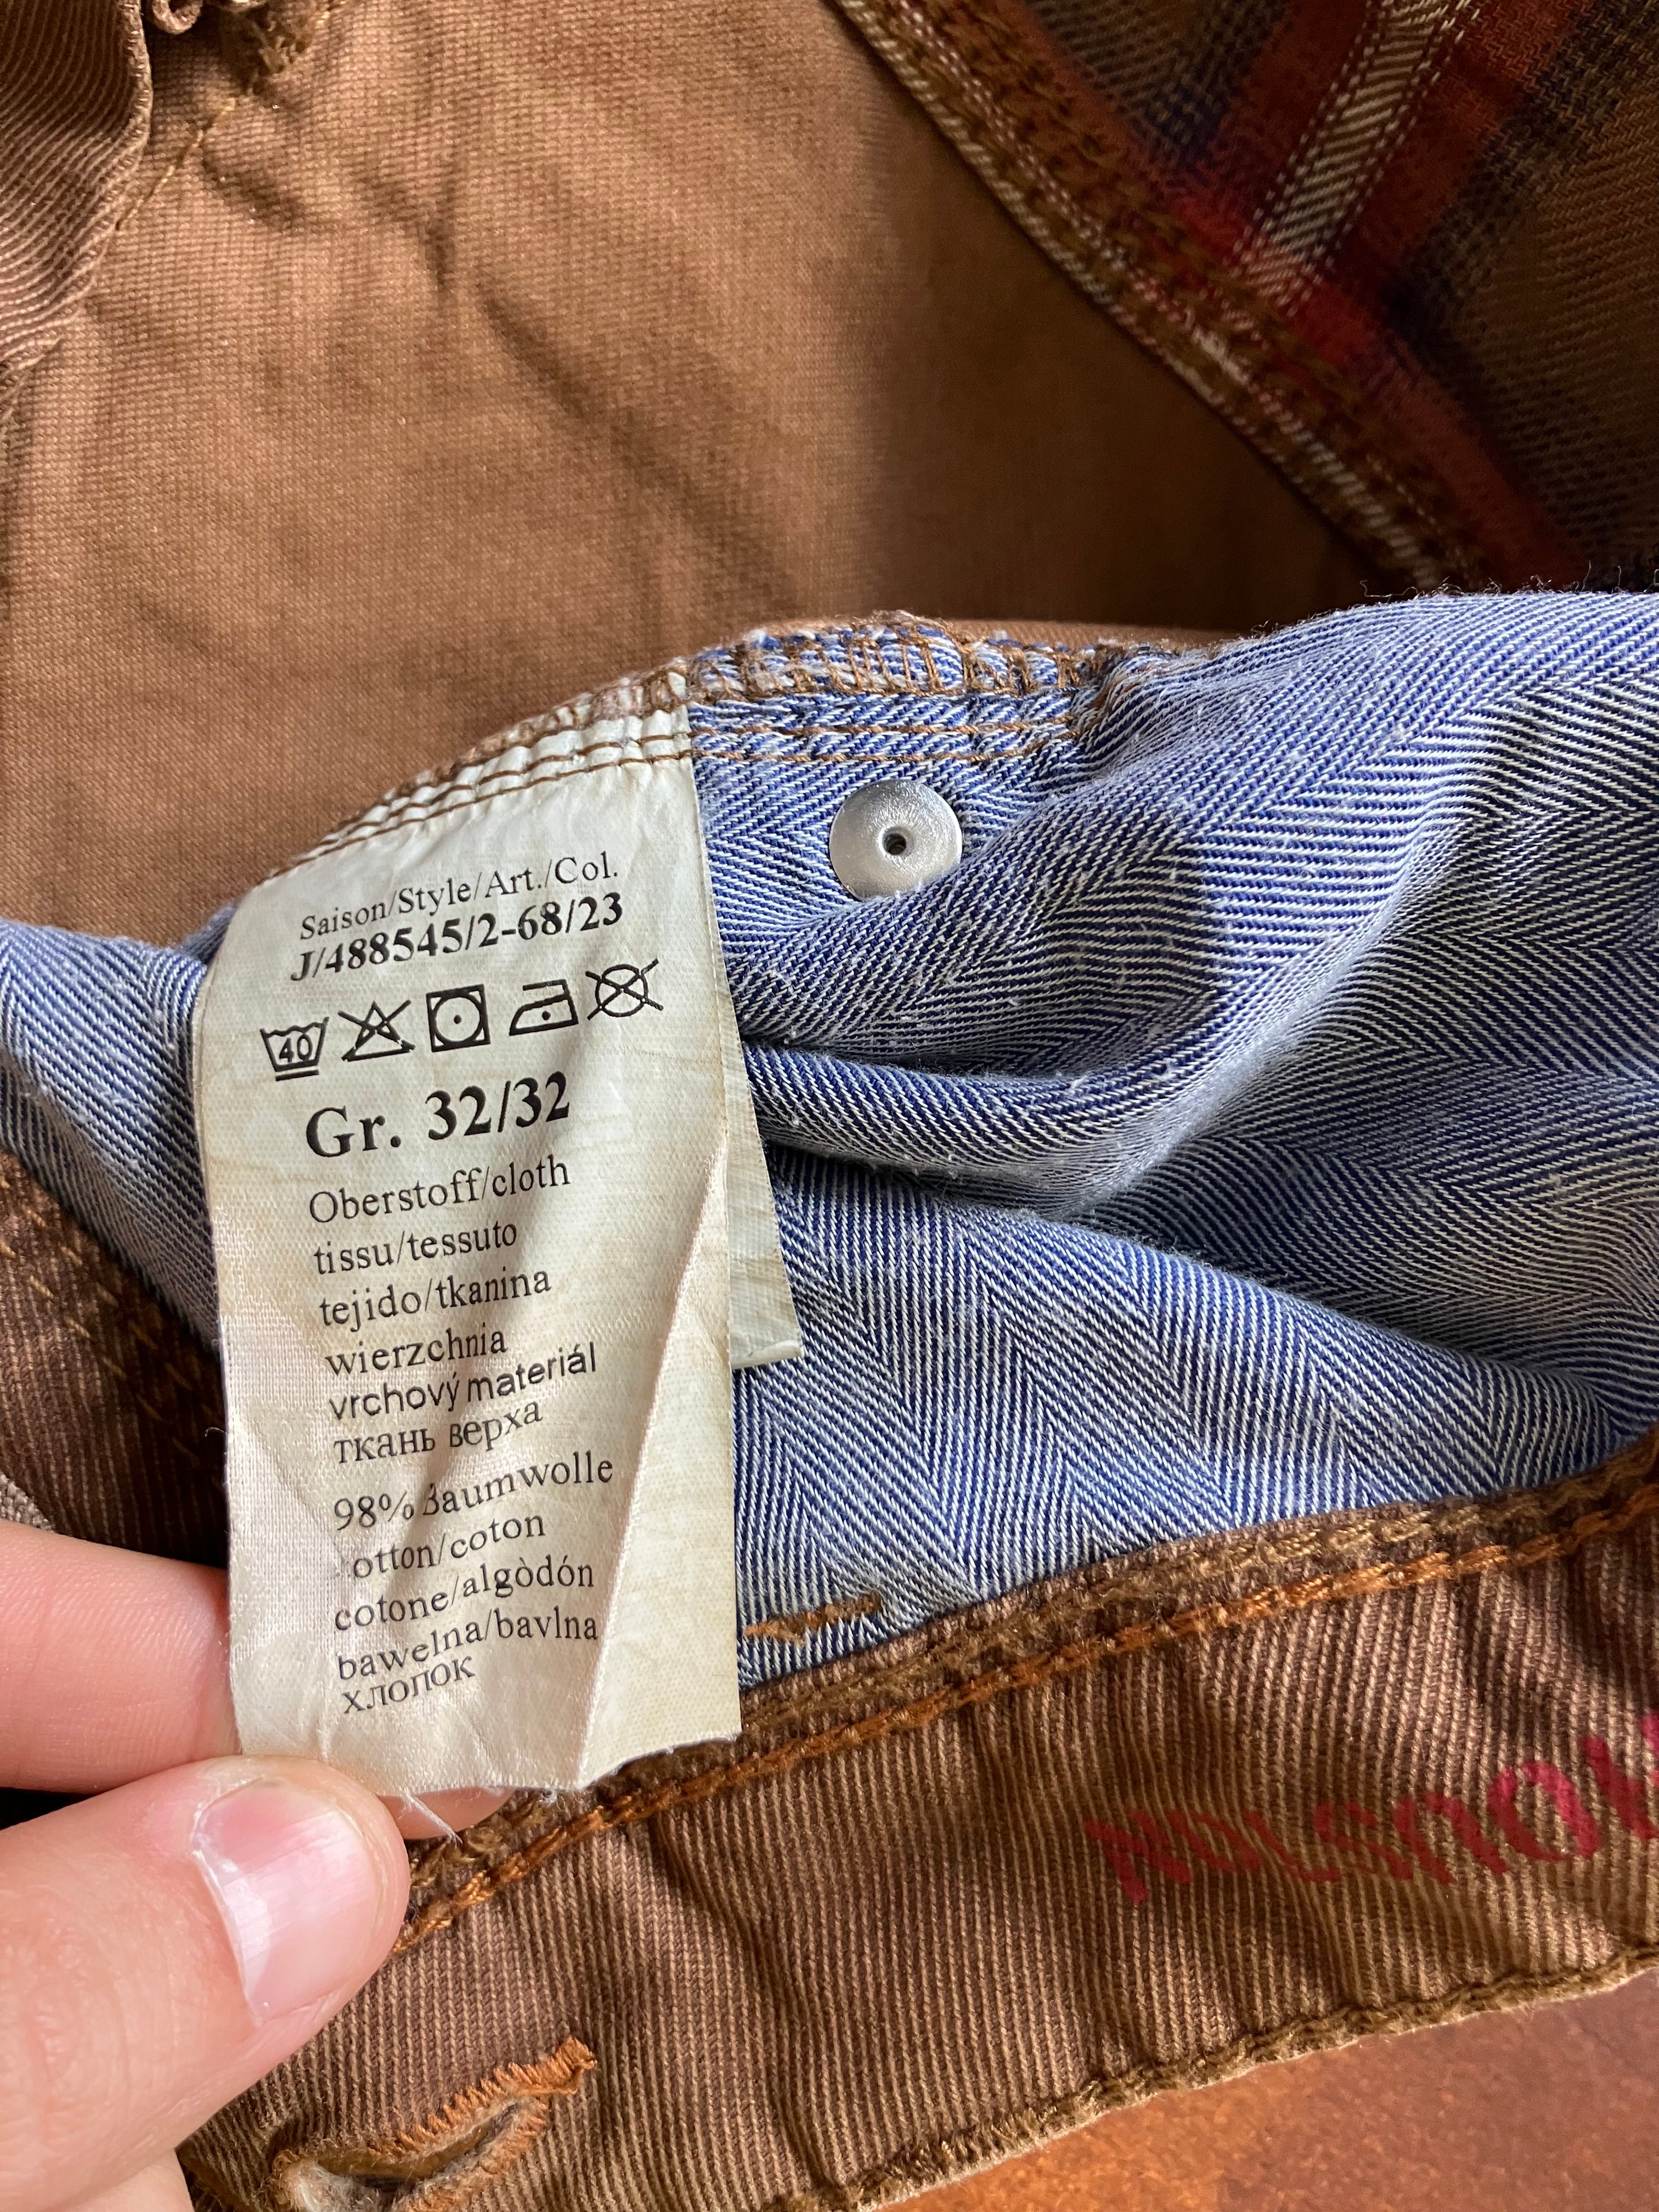 Saison/Style/Art./Col.
J/488545/2-68/23
40
Gr. 32/32
Oberstoff/cloth
tissu/tessuto
tejido/tkanina
wierzchnia
vrchový materiál
ткань верха
98% Baumwolle
otton/coton
cotone/algòdón
bawełna/bavlna
хлопок
HOUSTON